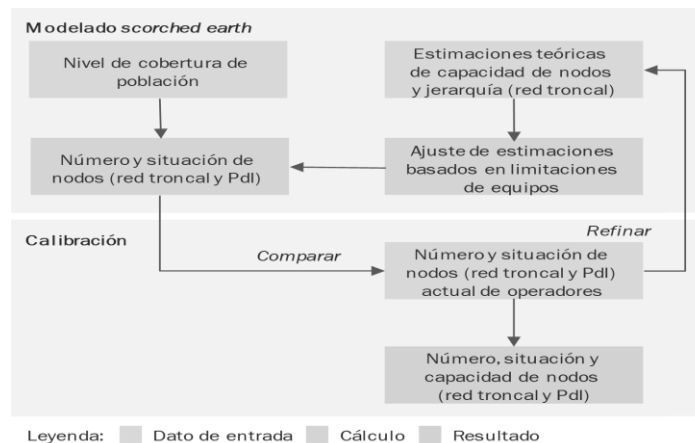 Modelado scorched earth
Nivel de cobertura de
población
Estimaciones teóricas
de capacidad de nodos
y jerarquía (red troncal)
Número y situación de
nodos (red troncal y PdI)
Ajuste de estimaciones
basados en limitaciones
de equipos
Calibración
Comparar
Refinar
Número y situación de
nodos (red troncal y PdI)
actual de operadores
Número, situación y
capacidad de nodos
(red troncal y PdI)
Leyenda: Dato de entrada Cálculo Resultado